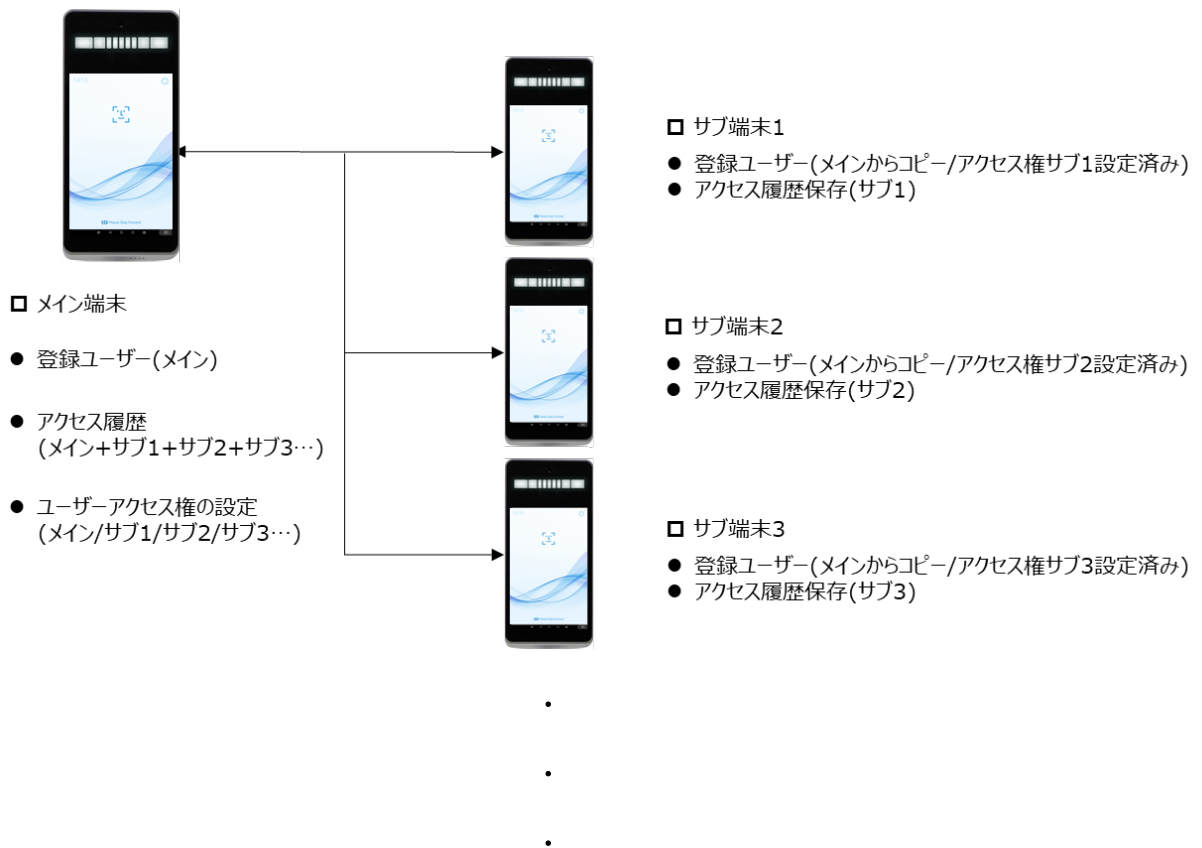 □ メイン端末
● 登録ユーザー(メイン)
● アクセス履歴
(メイン+サブ1+サブ2+サブ3…)
● ユーザーアクセス権の設定
(メイン/サブ1/サブ2/サブ3…)
□ サブ端末1
● 登録ユーザー(メインからコピー/アクセス権サブ1設定済み)
● アクセス履歴保存(サブ1)
□ サブ端末2
● 登録ユーザー(メインからコピー/アクセス権サブ2設定済み)
● アクセス履歴保存(サブ2)
□ サブ端末3
● 登録ユーザー(メインからコピー/アクセス権サブ3設定済み)
● アクセス履歴保存(サブ3)
・
・
・